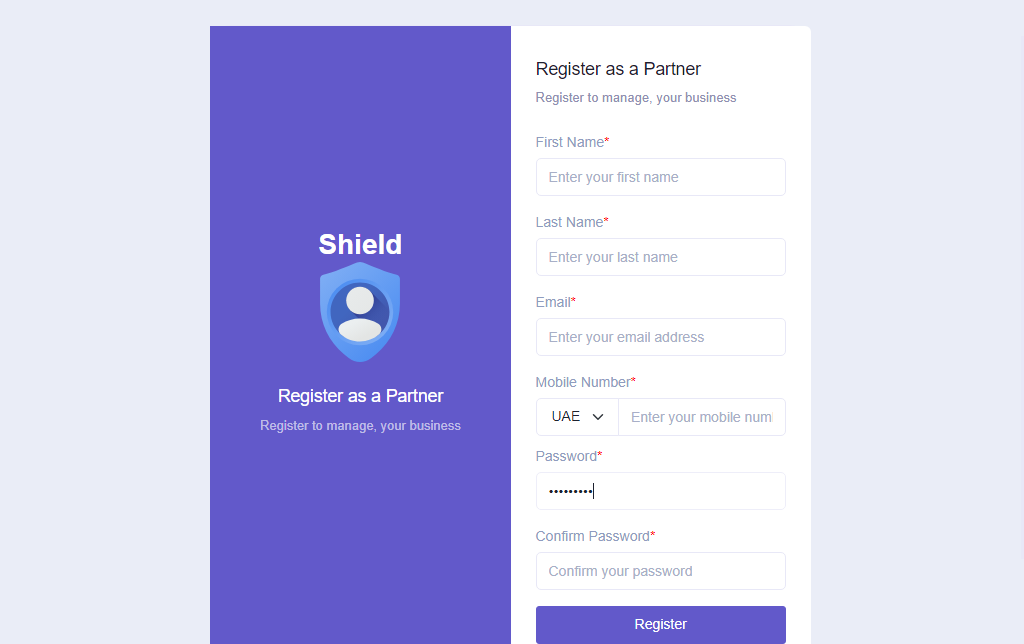 Shield
Register as a Partner
Register to manage, your business
Register as a Partner
Register to manage, your business
First Name*
Enter your first name
Last Name*
Enter your last name
Email*
Enter your email address
Mobile Number*
UAE Enter your mobile num
Password*
•••••••••
Confirm Password*
Confirm your password
Register